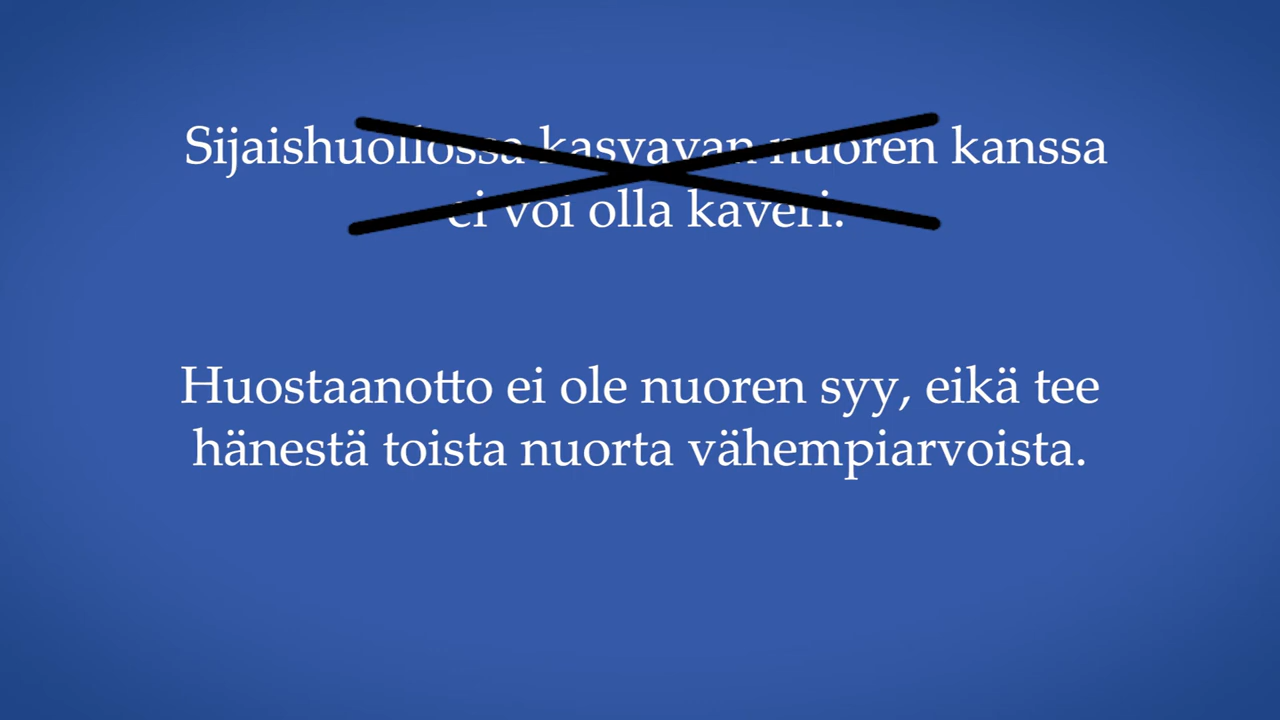 Sijaishuollossa kasvavan nuoren kanssa
ei voi olla kaveri.
Huostaanotto ei ole nuoren syy, eikä tee
hänestä toista nuorta vähempiarvoista.